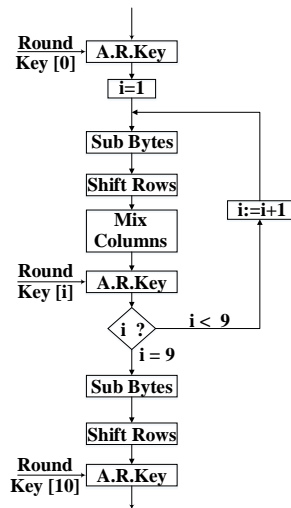 Round
Key [0]
A.R.Key
i=1
Sub Bytes
Shift Rows
i:=i+1
Mix
Columns
Round
Key [i]
A.R.Key
i ?
i < 9
i = 9
Sub Bytes
Shift Rows
Round
Key [10]
A.R.Key